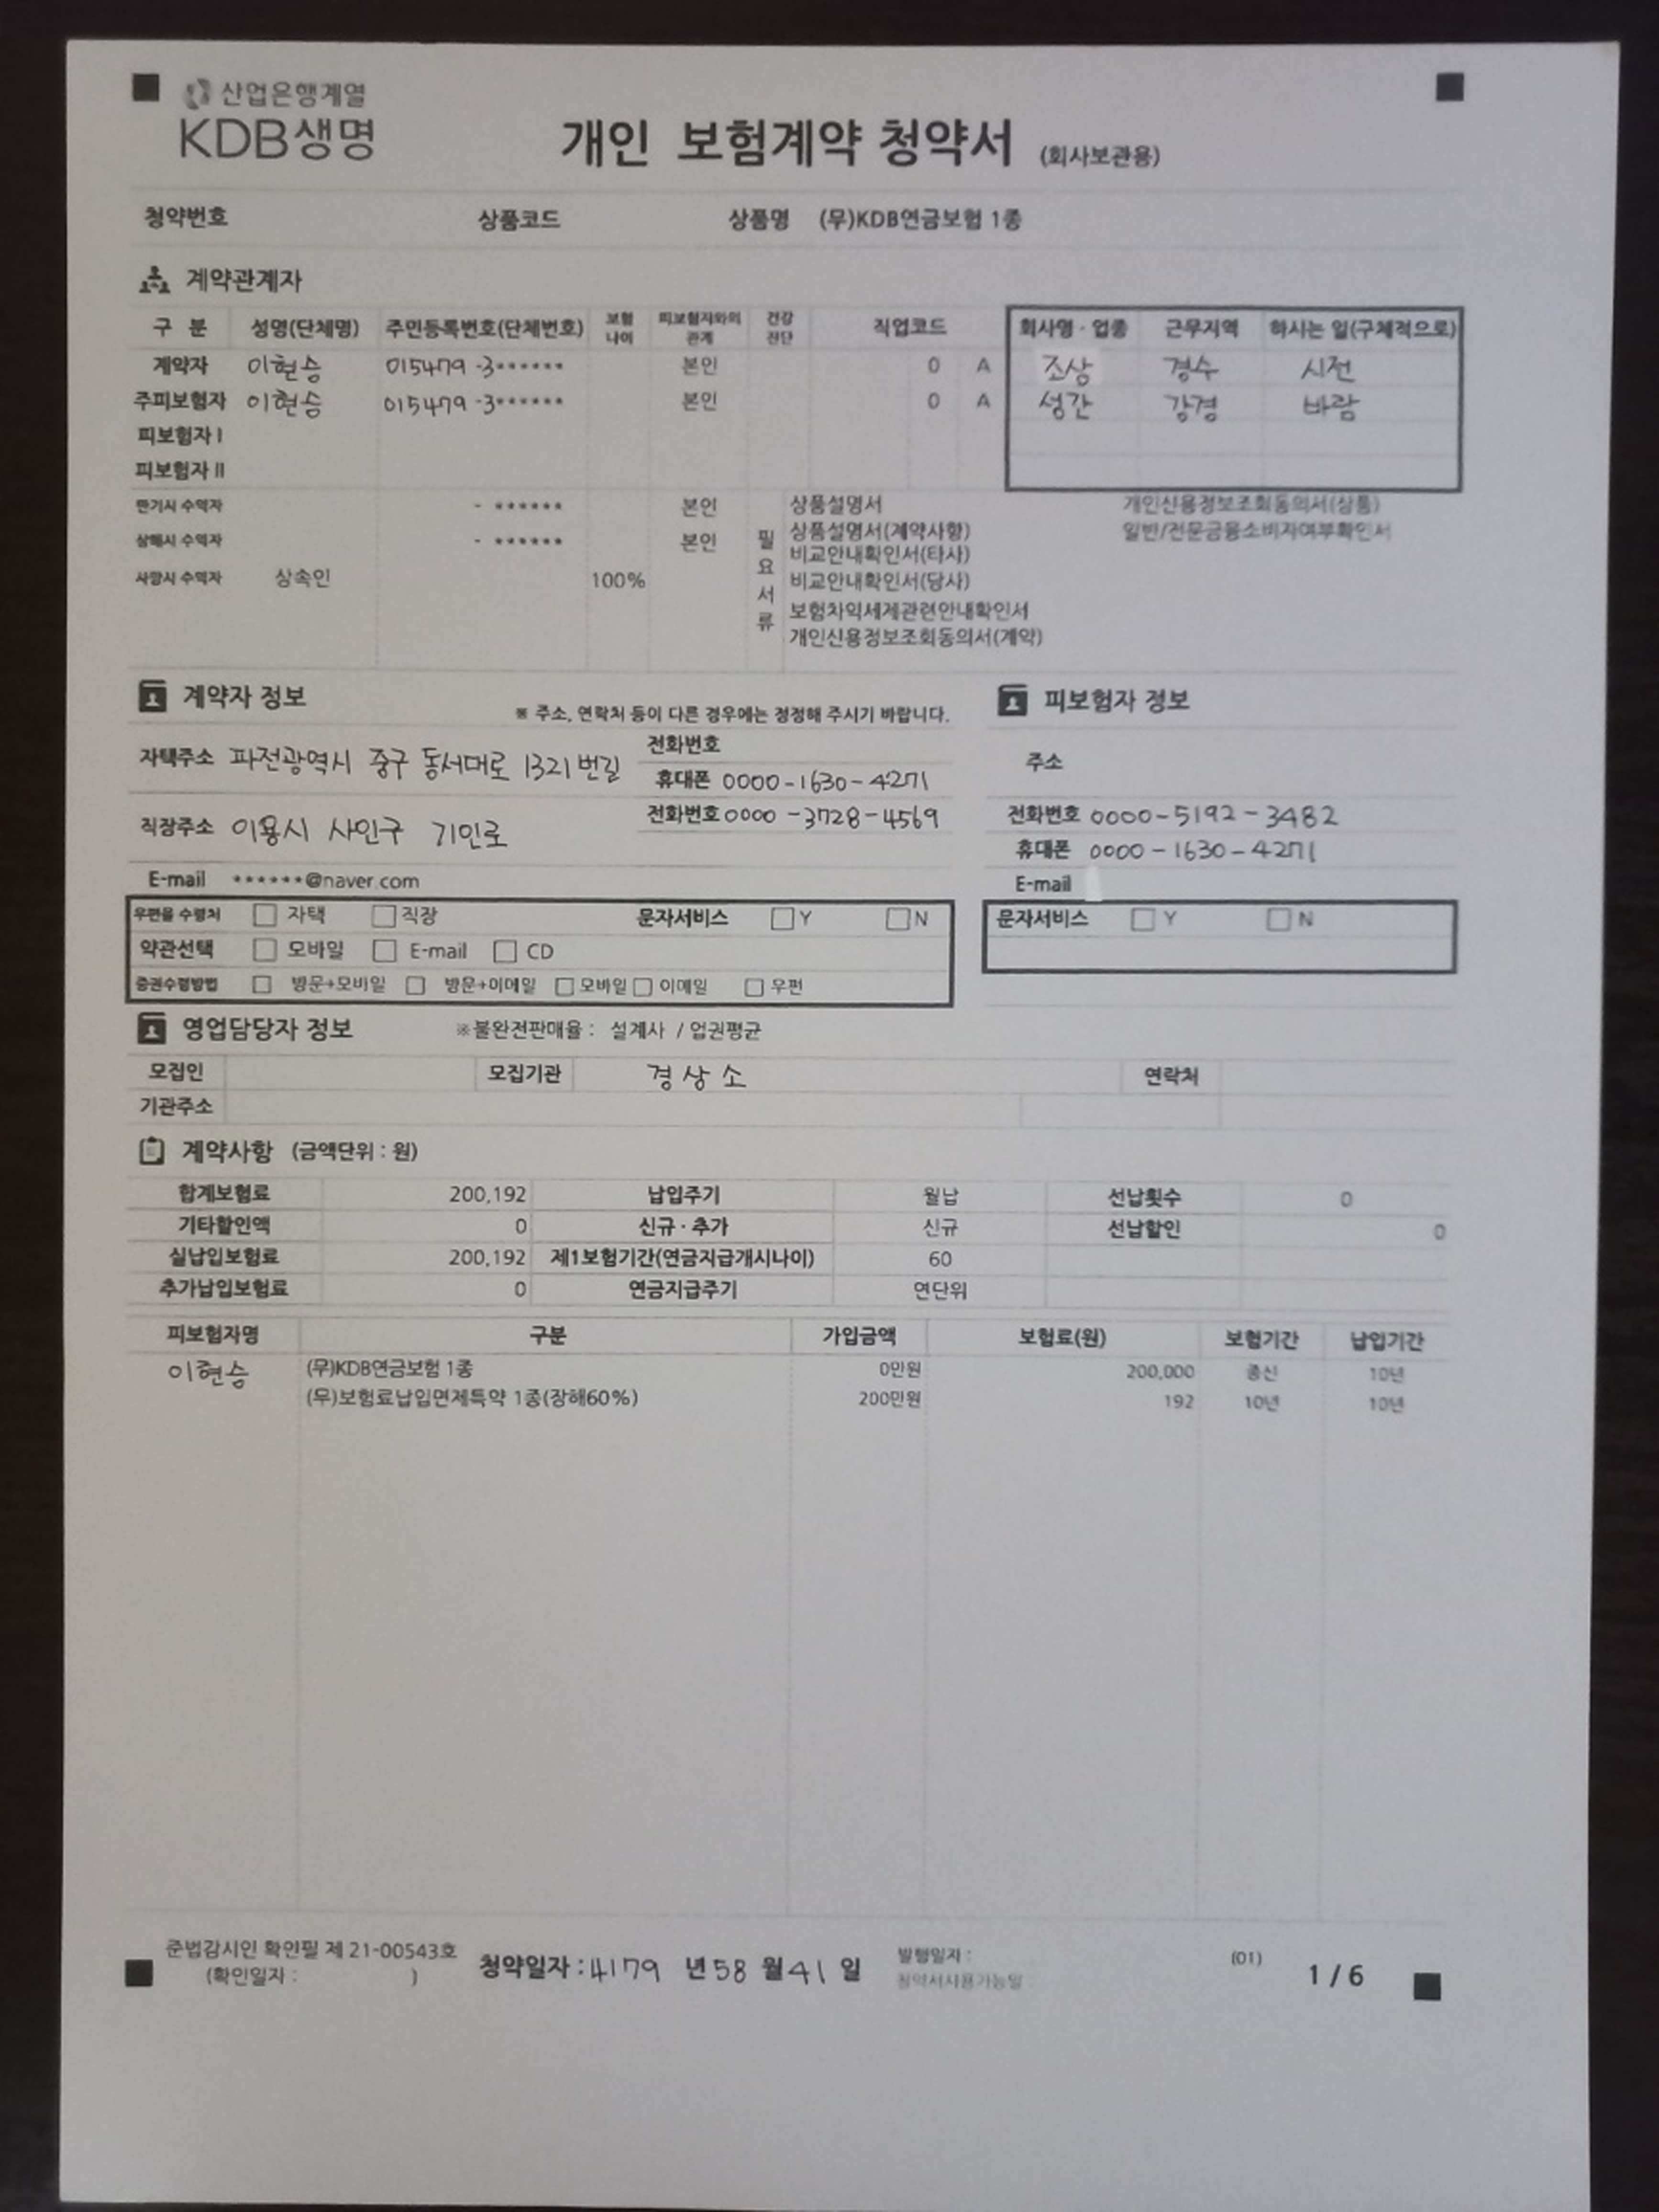 산업은행계열
KDB생명
개인 보험계약 청약서 (회사보관용)
청약번호 상품코드 상품명 (무)KDB연금보험 1종
계약관계자
구 분 성명(단체명) 주민등록번호(단체번호) 보험나이 피보험자와의 관계 건강진단 직업코드 회사명·업종 근무지역 하시는 일(구체적으로)
계약자 이현승 015479-3****** 본인 0 A 조상 경수 시전
주피보험자 이현승 015479-3****** 본인 0 A 성간 강경 바람
피보험자 I
피보험자 II
만기시 수익자 - ****** 본인
상해시 수익자 - ****** 본인
사망시 수익자 상속인 100%
필요서류
상품설명서 개인신용정보조회동의서(상품)
상품설명서(계약사항) 일반/전문금융소비자여부확인서
비교안내확인서(타사)
비교안내확인서(당사)
보험차익세제관련안내확인서
개인신용정보조회동의서(계약)
계약자 정보 ※ 주소, 연락처 등이 다른 경우에는 정정해 주시기 바랍니다.
자택주소 파전광역시 중구 동서대로 1321번길 전화번호
휴대폰 0000-1630-4271
직장주소 이용시 사인구 기인로 전화번호 0000-3728-4569
E-mail ******@naver.com
우편물 수령처 자택 직장 문자서비스 Y N
약관선택 모바일 E-mail CD
증권수령방법 방문+모바일 방문+이메일 모바일 이메일 우편
피보험자 정보
주소
전화번호 0000-5192-3482
휴대폰 0000-1630-4271
E-mail
문자서비스 Y N
영업담당자 정보 ※불완전판매율 : 설계사 / 업권평균
모집인 모집기관 경상소 연락처
기관주소
계약사항 (금액단위 : 원)
합계보험료 200,192 납입주기 월납 선납횟수 0
기타할인액 0 신규·추가 신규 선납할인 0
실납입보험료 200,192 제1보험기간(연금지급개시나이) 60
추가납입보험료 0 연금지급주기 연단위
피보험자명 구분 가입금액 보험료(원) 보험기간 납입기간
이현승 (무)KDB연금보험 1종 0만원 200,000 종신 10년
(무)보험료납입면제특약 1종(장해60%) 200만원 192 10년 10년
준법감시인 확인필 제 21-00543호
(확인일자 : )
청약일자 : 4179 년 58 월 41 일
발행일자 :
청약서사용가능일
(01)
1 / 6